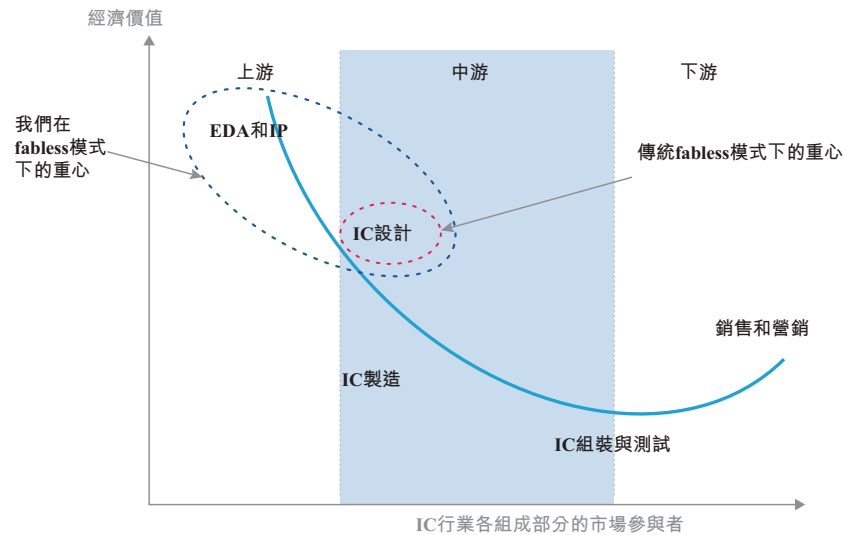 經濟價值
上游
中游
下游
我們在
fabless模式
下的重心
EDA和IP
傳統fabless模式下的重心
IC設計
銷售和營銷
IC製造
IC組裝與測試
IC行業各組成部分的市場參與者